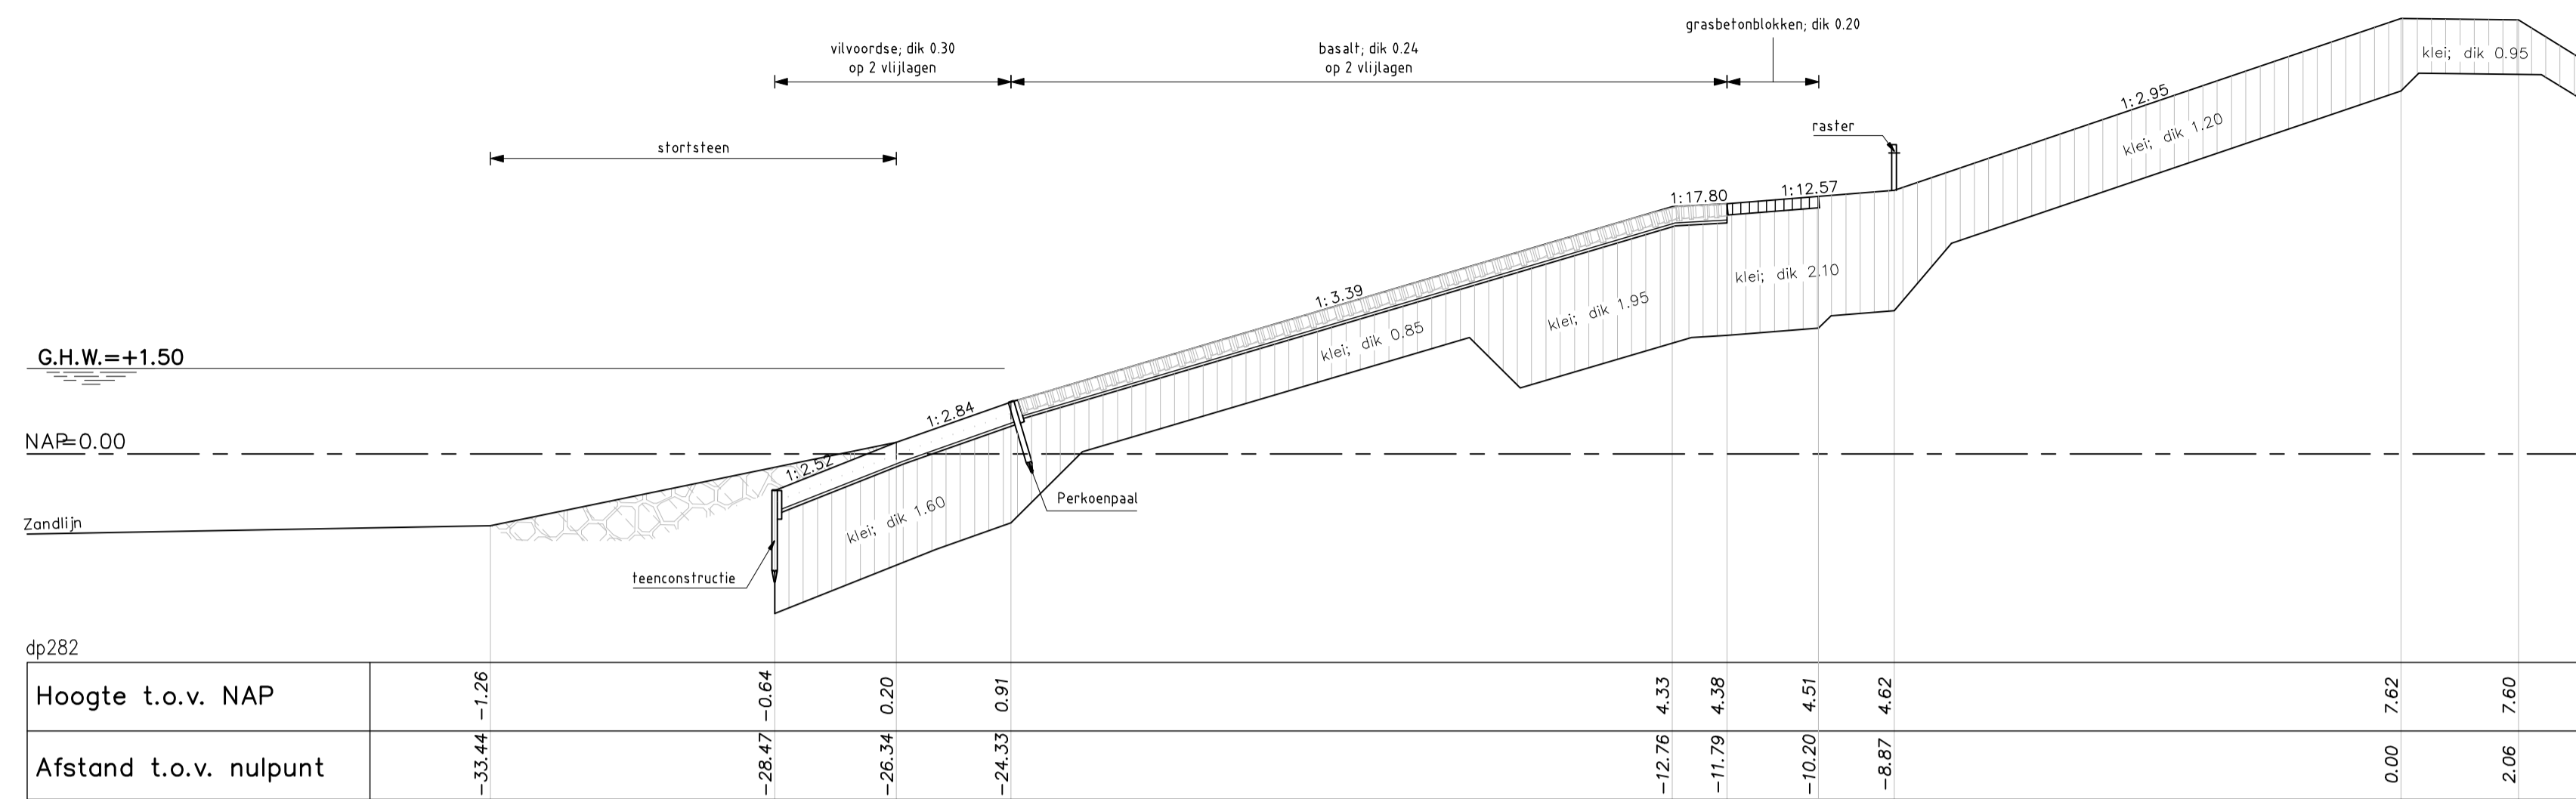 grasbetonblokken; dik 0.20
vilvoordse; dik 0.30
op 2 vlijlagen
basalt; dik 0.24
op 2 vlijlagen
klei; dik 0.95
1:2.95
raster
klei; dik 1.20
stortsteen
1:17.80
1:12.57
klei; dik 2.10
1:3.39
klei; dik 1.95
klei; dik 0.85
G.H.W.=+1.50
1:2.84
NAP=0.00
1:2.52
Perkoenpaal
klei; dik 1.60
Zandlijn
teenconstructie
dp282
Hoogte t.o.v. NAP -1.26 -0.64 0.20 0.91 4.33 4.38 4.51 4.62 7.62 7.60
Afstand t.o.v. nulpunt -33.44 -28.47 -26.34 -24.33 -12.76 -11.79 -10.20 -8.87 0.00 2.06